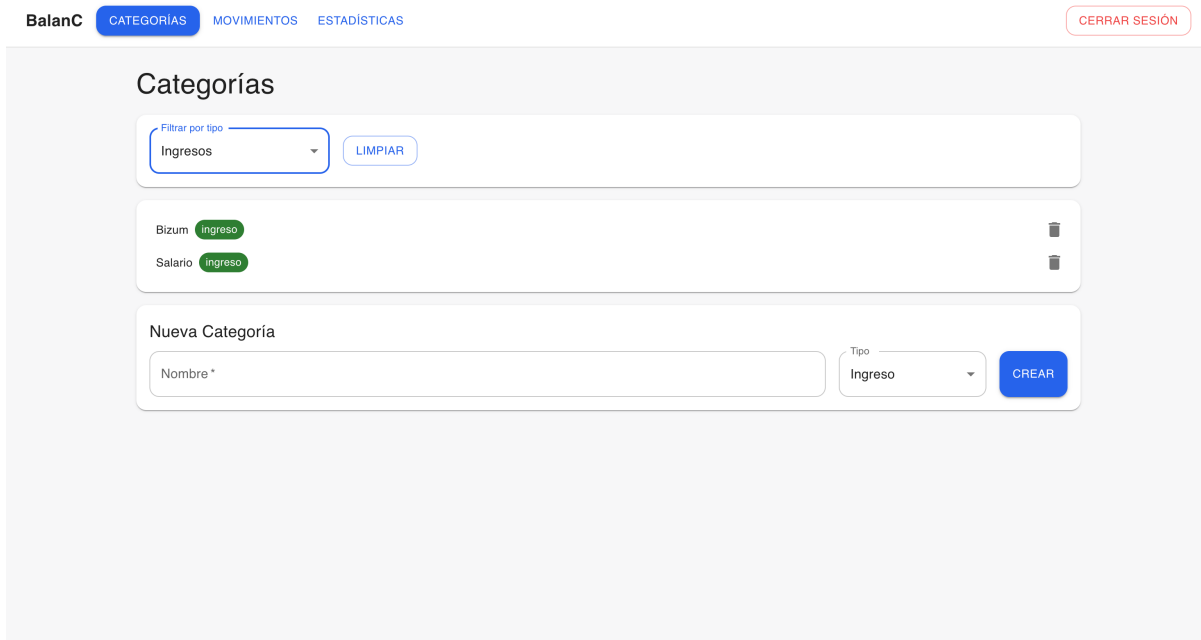 BalanC CATEGORÍAS MOVIMIENTOS ESTADÍSTICAS CERRAR SESIÓN
Categorías
Filtrar por tipo
Ingresos LIMPIAR
Bizum ingreso
Salario ingreso
Nueva Categoría
Tipo
Nombre * Ingreso CREAR